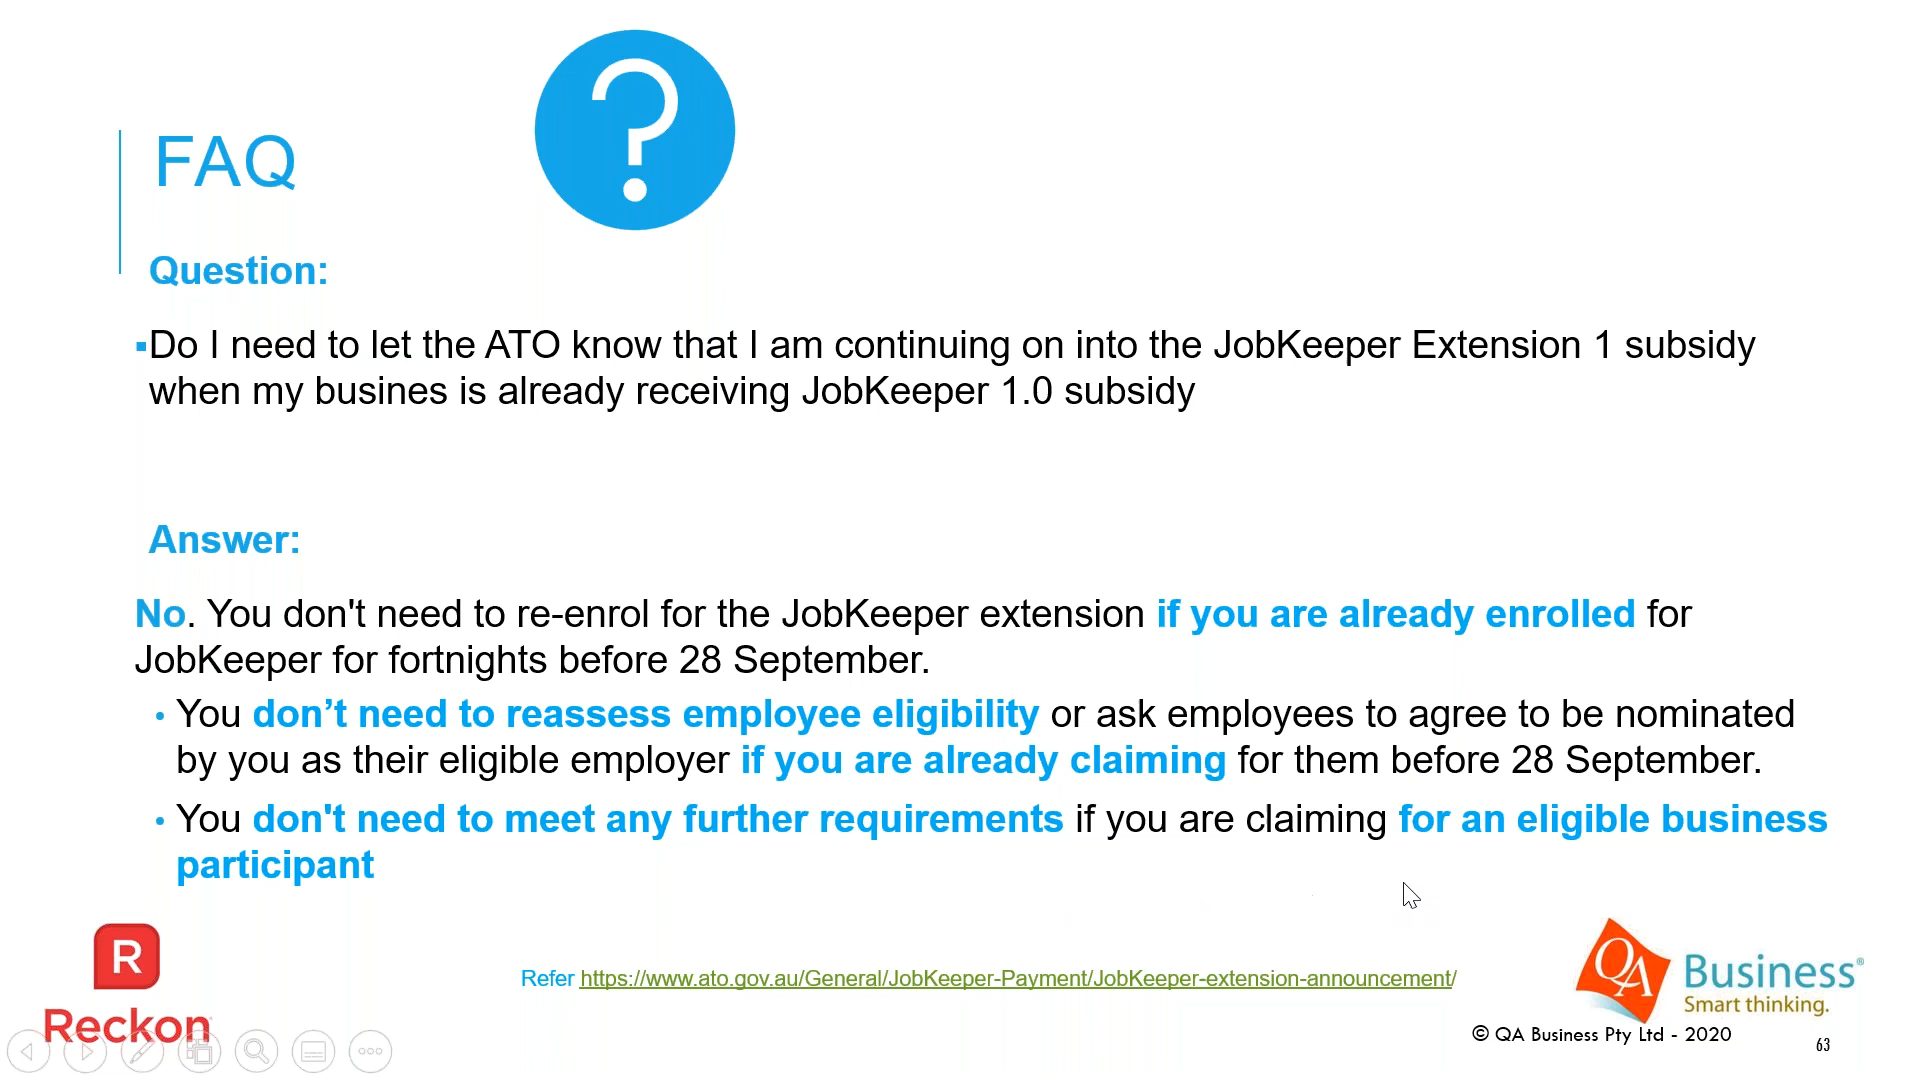 ?
FAQ
Question:
▪Do I need to let the ATO know that I am continuing on into the JobKeeper Extension 1 subsidy
when my busines is already receiving JobKeeper 1.0 subsidy
Answer:
No. You don't need to re-enrol for the JobKeeper extension if you are already enrolled for
JobKeeper for fortnights before 28 September.
• You don’t need to reassess employee eligibility or ask employees to agree to be nominated
by you as their eligible employer if you are already claiming for them before 28 September.
• You don't need to meet any further requirements if you are claiming for an eligible business
participant
R
Reckon
Refer https://www.ato.gov.au/General/JobKeeper-Payment/JobKeeper-extension-announcement/
QA Business®
Smart thinking.
© QA Business Pty Ltd - 2020
63